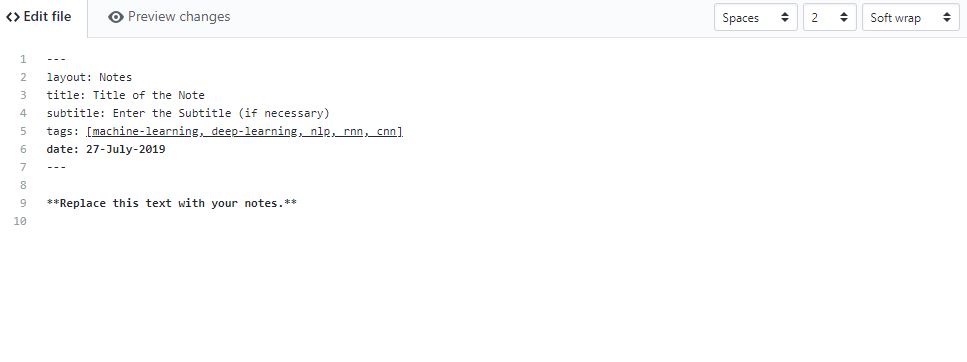 <> Edit file Preview changes Spaces 2 Soft wrap
1 ---
2 layout: Notes
3 title: Title of the Note
4 subtitle: Enter the Subtitle (if necessary)
5 tags: [machine-learning, deep-learning, nlp, rnn, cnn]
6 date: 27-July-2019
7 ---
8
9 **Replace this text with your notes.**
10